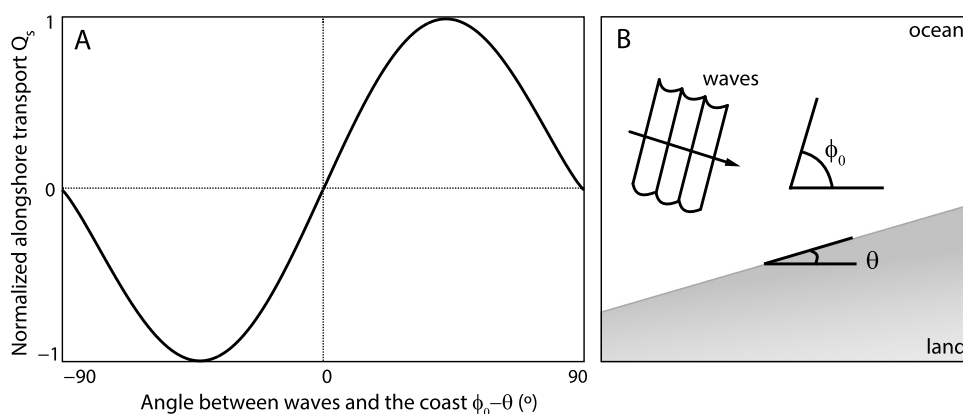 A
Normalized alongshore transport Qs
1
0
−1
−90
0
90
Angle between waves and the coast ϕ0−θ (º)
B
ocean
waves
ϕ0
θ
land